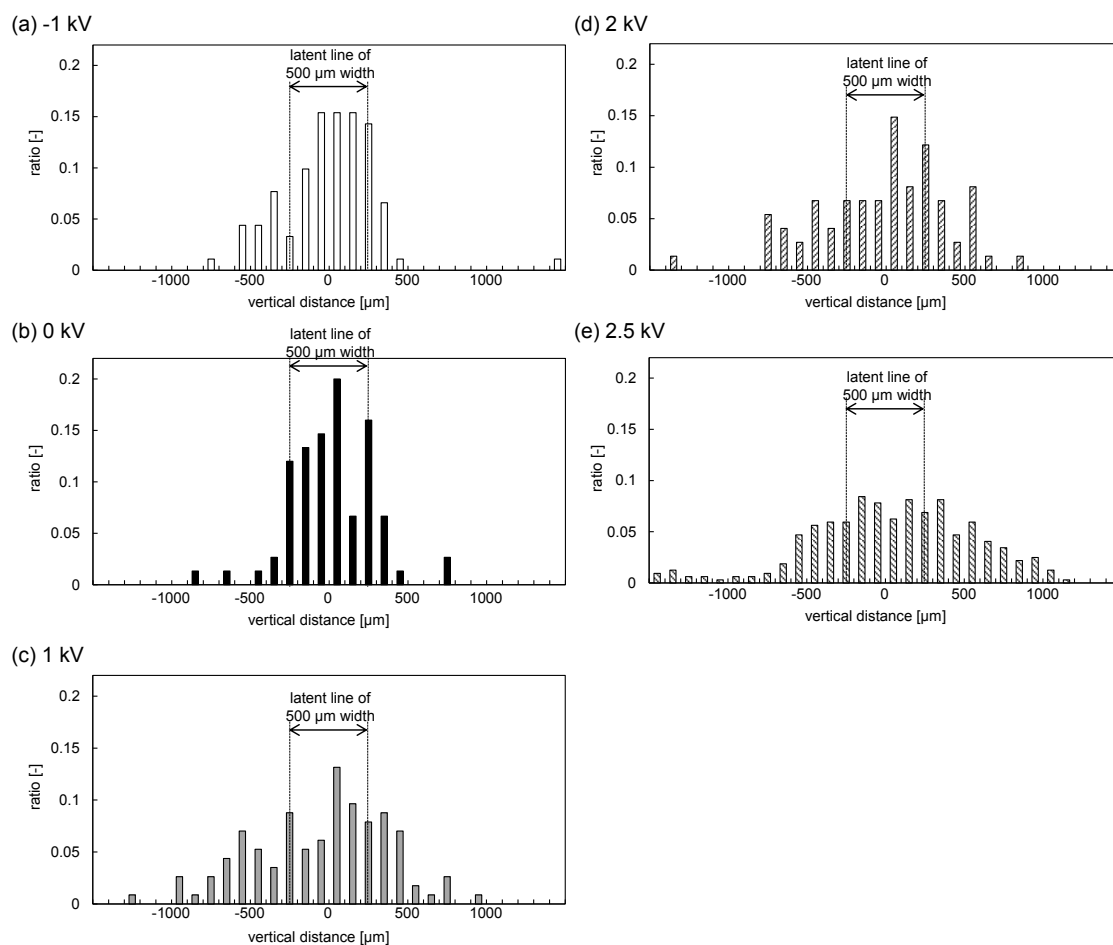 (a) -1 kV
latent line of
500 µm width
0.2
0.15
0.1
0.05
0
ratio [-]
-1000 -500 0 500 1000
vertical distance [µm]
(b) 0 kV
latent line of
500 µm width
0.2
0.15
0.1
0.05
0
ratio [-]
-1000 -500 0 500 1000
vertical distance [µm]
(c) 1 kV
latent line of
500 µm width
0.2
0.15
0.1
0.05
0
ratio [-]
-1000 -500 0 500 1000
vertical distance [µm]
(d) 2 kV
latent line of
500 µm width
0.2
0.15
0.1
0.05
0
ratio [-]
-1000 -500 0 500 1000
vertical distance [µm]
(e) 2.5 kV
latent line of
500 µm width
0.2
0.15
0.1
0.05
0
ratio [-]
-1000 -500 0 500 1000
vertical distance [µm]